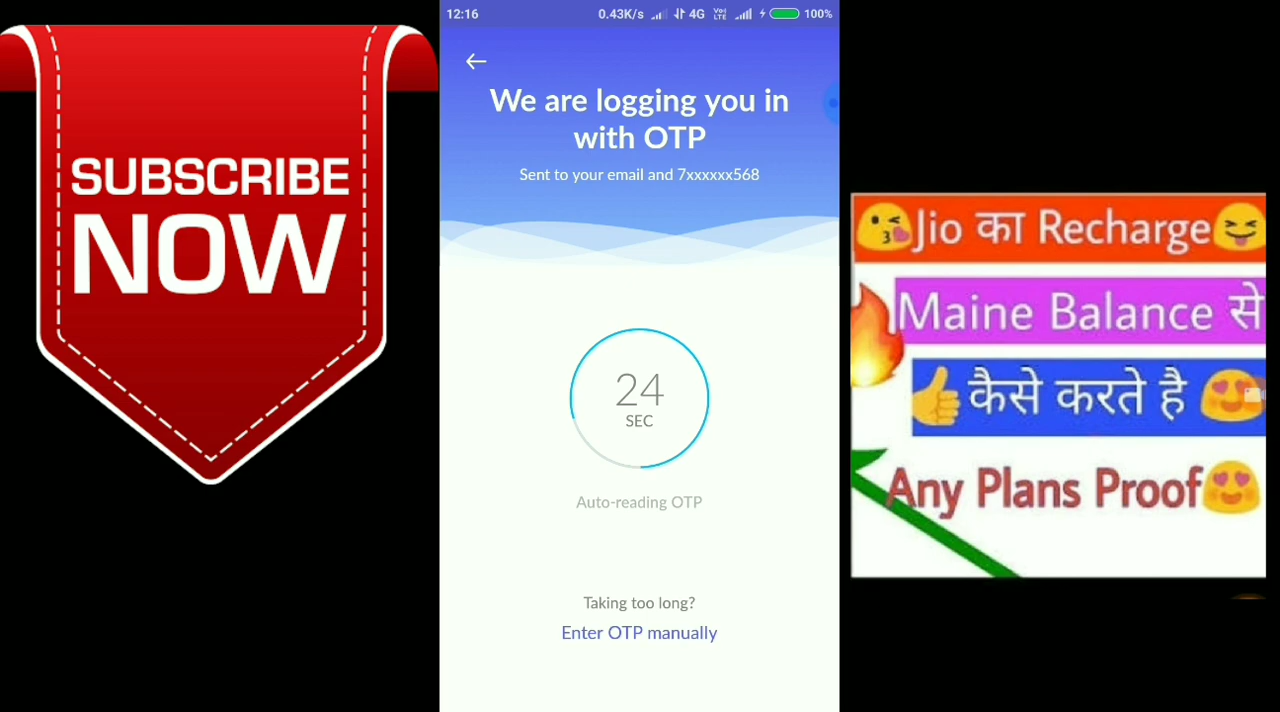 SUBSCRIBE
NOW
12:16 0.43K/s 4G Vo) LTE 100%
We are logging you in
with OTP
Sent to your email and 7xxxxxx568
24
SEC
Auto-reading OTP
Taking too long?
Enter OTP manually
Jio का Recharge
Maine Balance से
कैसे करते है
Any Plans Proof